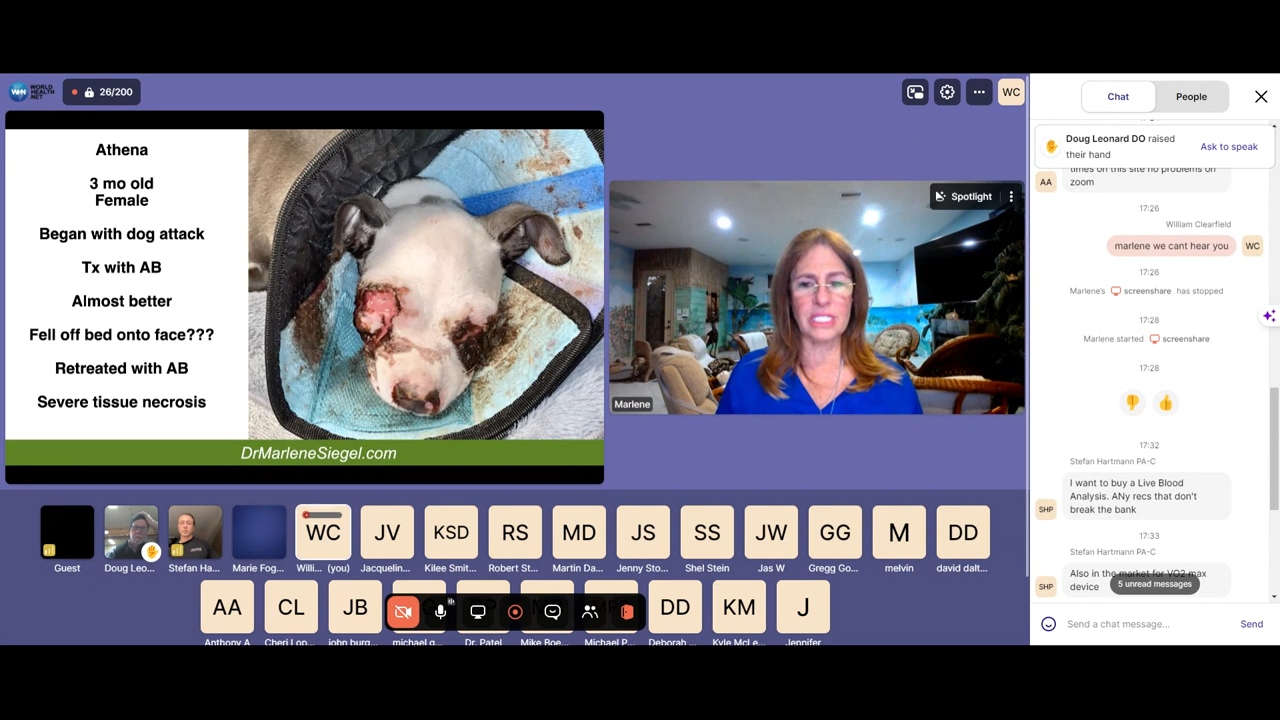 WORLD
HEALTH
NET
26/200
WC
Athena
3 mo old
Female
Began with dog attack
Tx with AB
Almost better
Fell off bed onto face???
Retreated with AB
Severe tissue necrosis
DrMarleneSiegel.com
Spotlight
Marlene
Guest
Doug Leo...
Stefan Ha...
Marie Fog...
WC
Willi... (you)
JV
Jacquelin...
KSD
Kilee Smit...
RS
Robert St...
MD
Martin Da...
JS
Jenny Sto...
SS
Shel Stein
JW
Jas W
GG
Gregg Go...
M
melvin
DD
david dalt...
AA
Anthony A
CL
Cheri Lop...
JB
john burg...
michael g...
Dr. Patel
Mike Boe...
Michael P...
DD
Deborah ...
KM
Kyle McLe...
J
Jennifer
Chat
People
Doug Leonard DO raised
their hand
Ask to speak
times on this site no problems on
zoom
AA
17:26
William Clearfield
marlene we cant hear you
WC
17:26
Marlene's screenshare has stopped
17:28
Marlene started screenshare
17:28
17:32
Stefan Hartmann PA-C
I want to buy a Live Blood
Analysis. ANy recs that don't
break the bank
SHP
17:33
Stefan Hartmann PA-C
Also in the market for VO2 max
device
SHP
5 unread messages
Send a chat message...
Send